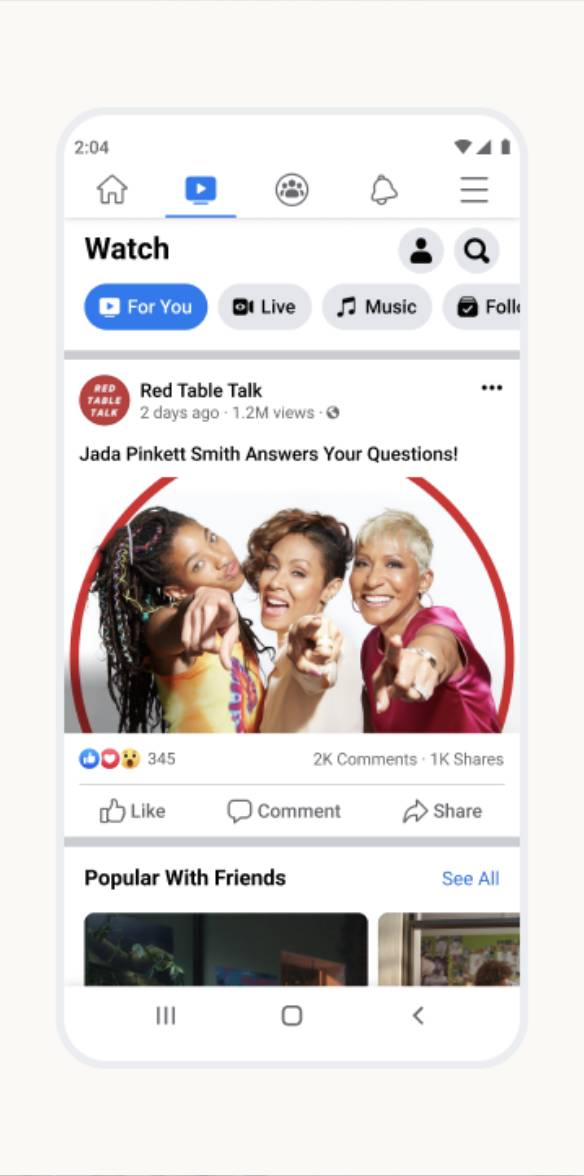 2:04
Watch
For You
Live
Music
Follo
RED
TABLE
TALK
Red Table Talk
2 days ago · 1.2M views ·
Jada Pinkett Smith Answers Your Questions!
345
2K Comments · 1K Shares
Like
Comment
Share
Popular With Friends
See All